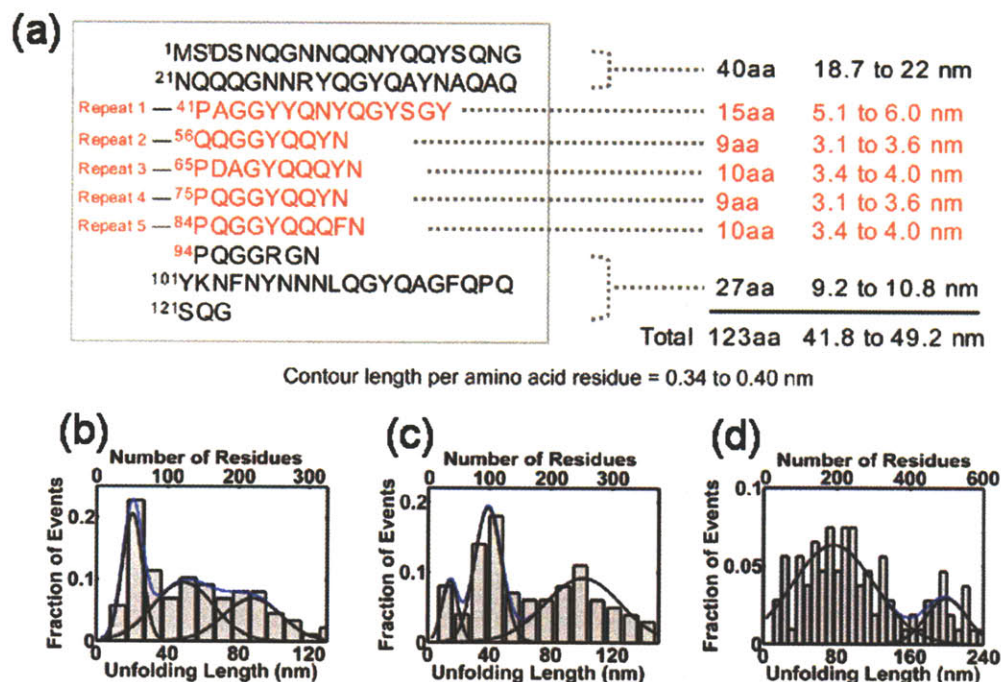 (a)
¹MS'DSNQGNNQQNYQQYSQNG
²¹NQQQGNNRYQGYQAYNAQAQ
40aa 18.7 to 22 nm
Repeat 1 — ⁴¹PAGGYYQNYQGYSGY 15aa 5.1 to 6.0 nm
Repeat 2 — ⁵⁶QQGGYQQYN 9aa 3.1 to 3.6 nm
Repeat 3 — ⁶⁵PDAGYQQQYN 10aa 3.4 to 4.0 nm
Repeat 4 — ⁷⁵PQGGYQQYN 9aa 3.1 to 3.6 nm
Repeat 5 — ⁸⁴PQGGYQQQFN 10aa 3.4 to 4.0 nm
⁹⁴PQGGRGN
¹⁰¹YKNFNYNNNLQGYQAGFQPQ
¹²¹SQG
27aa 9.2 to 10.8 nm
Total 123aa 41.8 to 49.2 nm
Contour length per amino acid residue = 0.34 to 0.40 nm
(b)
Number of Residues
0 100 200 300
Fraction of Events
0.2
0.1
0
0 40 80 120
Unfolding Length (nm)
(c)
Number of Residues
0 100 200 300
Fraction of Events
0.2
0.1
0
0 40 80 120
Unfolding Length (nm)
(d)
Number of Residues
0 200 400 600
Fraction of Events
0.1
0.05
0
0 80 160 240
Unfolding Length (nm)